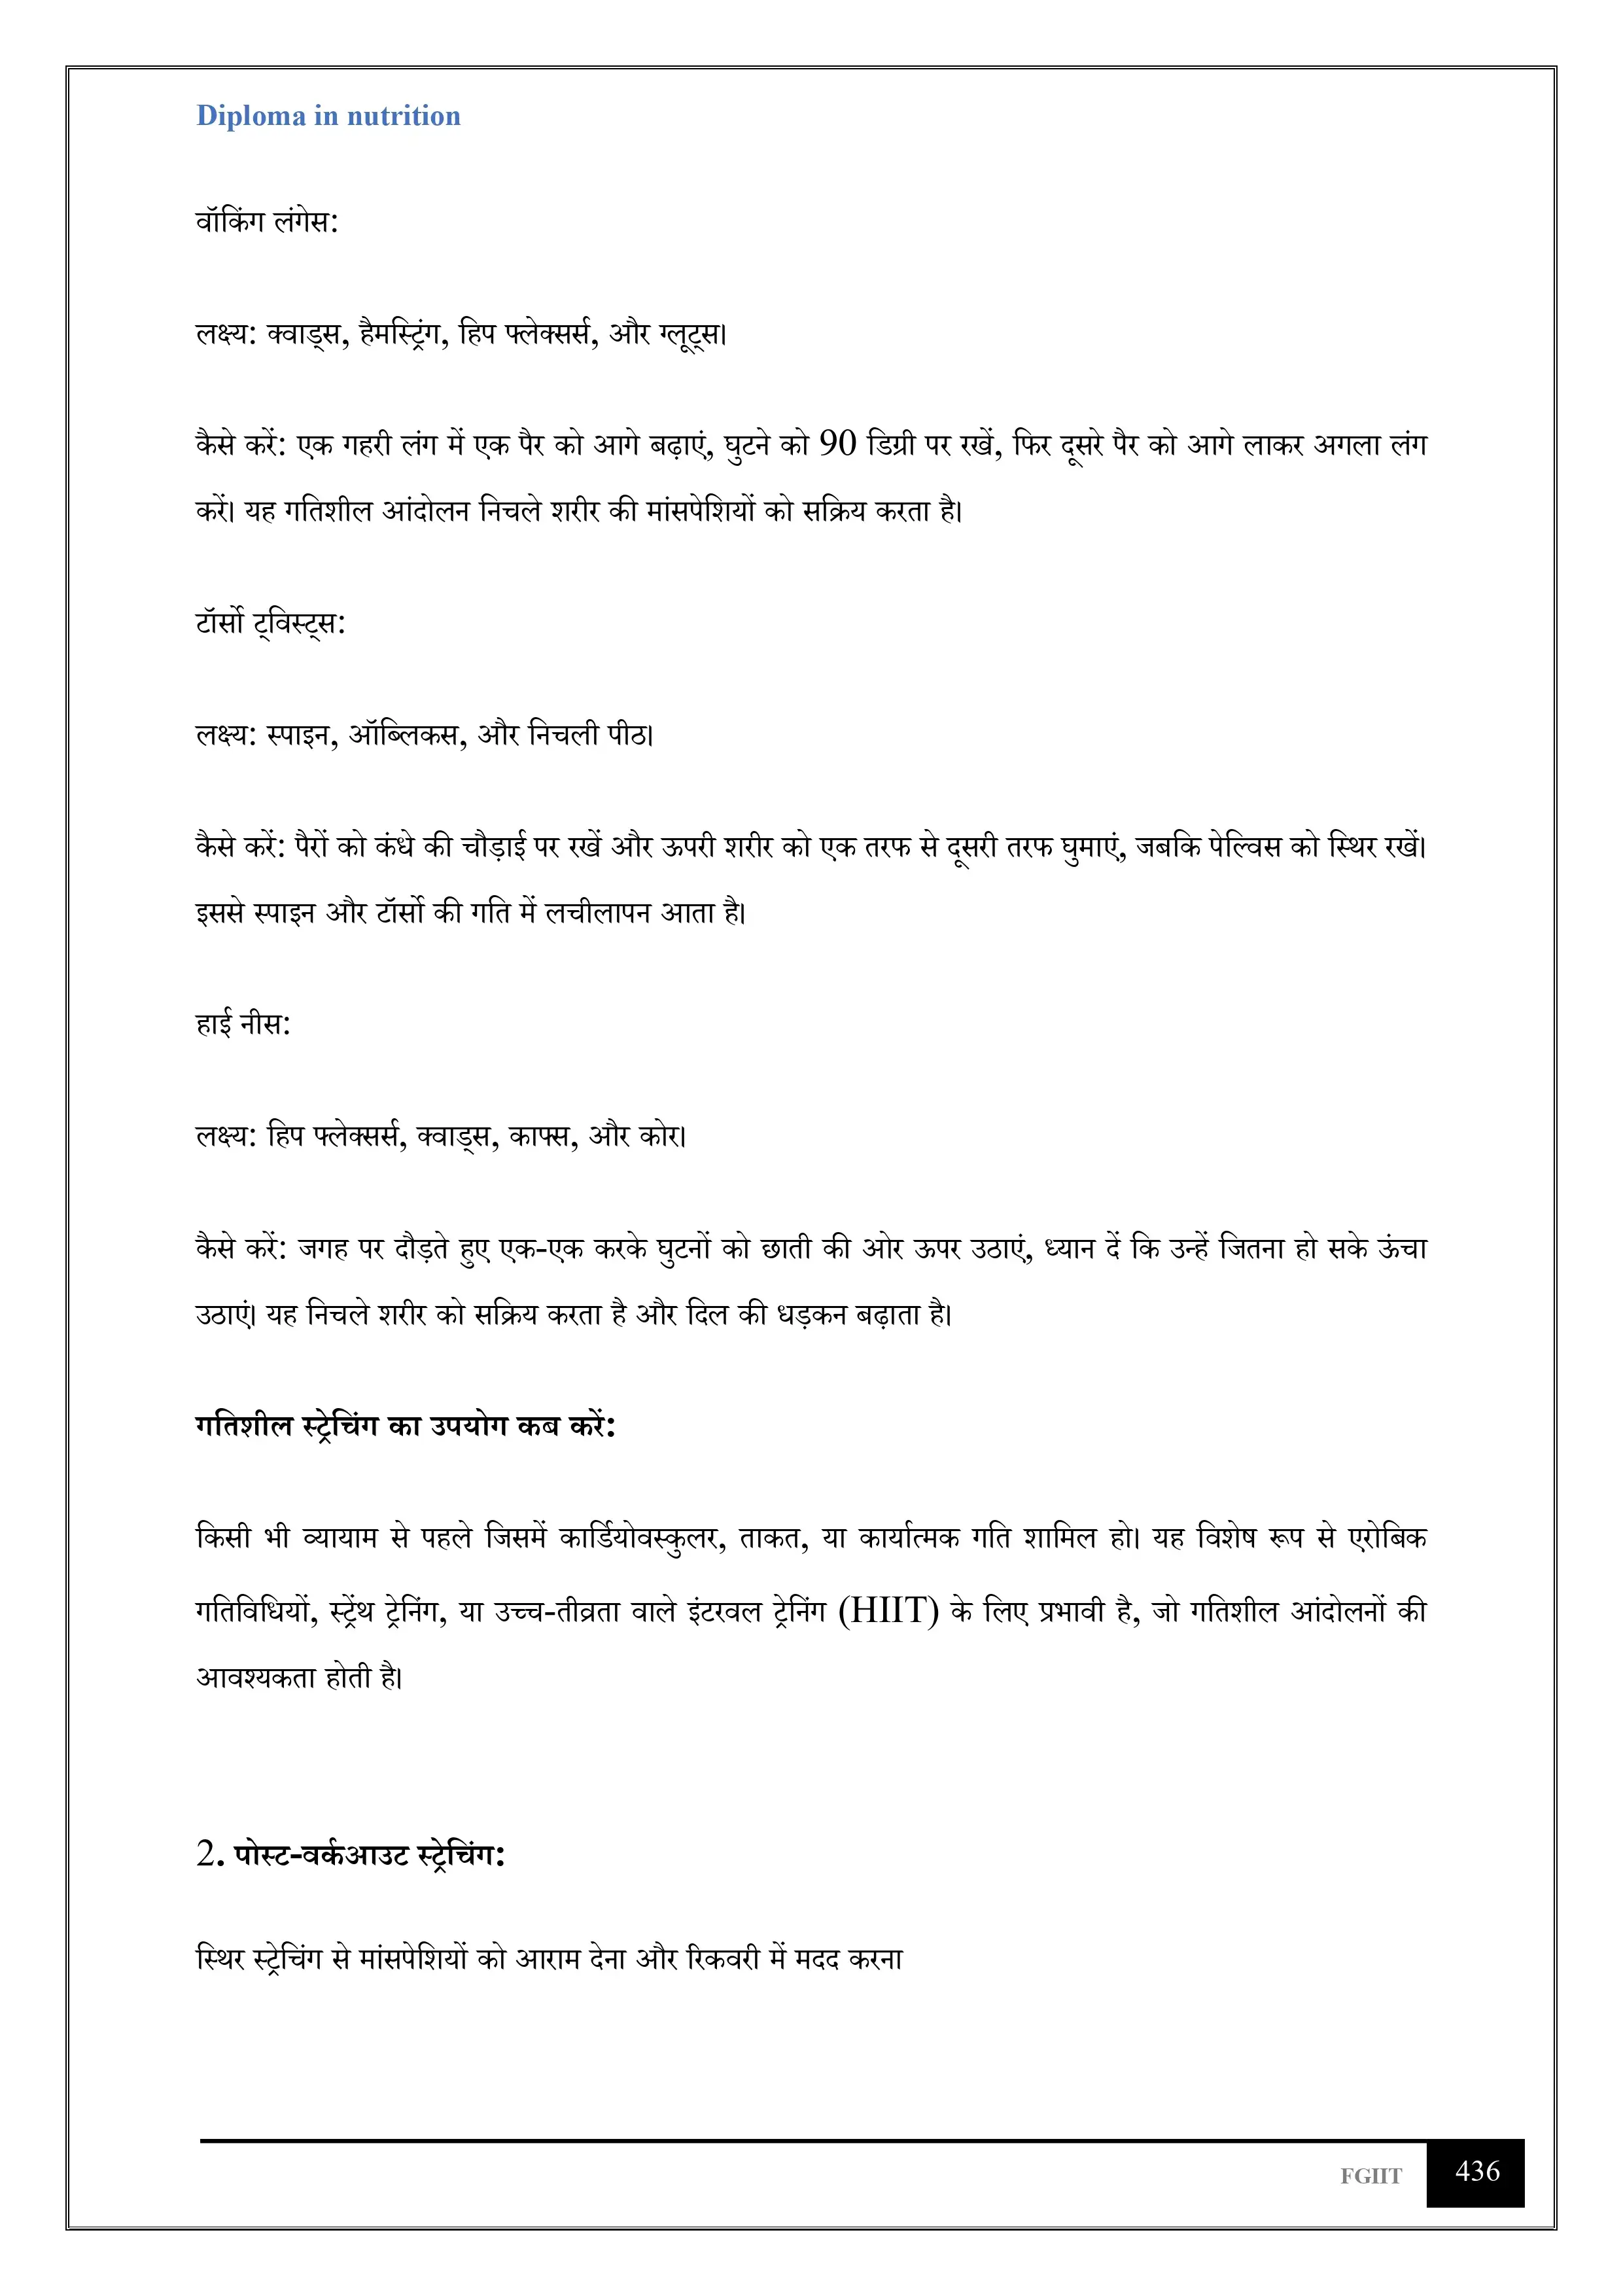 Diploma in nutrition
वॉकिंग लंगेस:
लक्ष्य: क्वाड्स, हैमस्ट्रिंग, हिप फ्लेक्सर्स, और ग्लूट्स।
कैसे करें: एक गहरी लंग में एक पैर को आगे बढ़ाएं, घुटने को 90 डिग्री पर रखें, फिर दूसरे पैर को आगे लाकर अगला लंग
करें। यह गतिशील आंदोलन निचले शरीर की मांसपेशियों को सक्रिय करता है।
टॉर्सो ट्विस्ट्स:
लक्ष्य: स्पाइन, ऑब्लिकस, और निचली पीठ।
कैसे करें: पैरों को कंधे की चौड़ाई पर रखें और ऊपरी शरीर को एक तरफ से दूसरी तरफ घुमाएं, जबकि पेल्विस को स्थिर रखें।
इससे स्पाइन और टॉर्सो की गति में लचीलापन आता है।
हाई नीस:
लक्ष्य: हिप फ्लेक्सर्स, क्वाड्स, काफ्स, और कोर।
कैसे करें: जगह पर दौड़ते हुए एक-एक करके घुटनों को छाती की ओर ऊपर उठाएं, ध्यान दें कि उन्हें जितना हो सके ऊंचा
उठाएं। यह निचले शरीर को सक्रिय करता है और दिल की धड़कन बढ़ाता है।
गतिशील स्ट्रेचिंग का उपयोग कब करें:
किसी भी व्यायाम से पहले जिसमें कार्डियोवस्कुलर, ताकत, या कार्यात्मक गति शामिल हो। यह विशेष रूप से एरोबिक
गतिविधियों, स्ट्रेंथ ट्रेनिंग, या उच्च-तीव्रता वाले इंटरवल ट्रेनिंग (HIIT) के लिए प्रभावी है, जो गतिशील आंदोलनों की
आवश्यकता होती है।
2. पोस्ट-वर्कआउट स्ट्रेचिंग:
स्थिर स्ट्रेचिंग से मांसपेशियों को आराम देना और रिकवरी में मदद करना
FGIIT 436